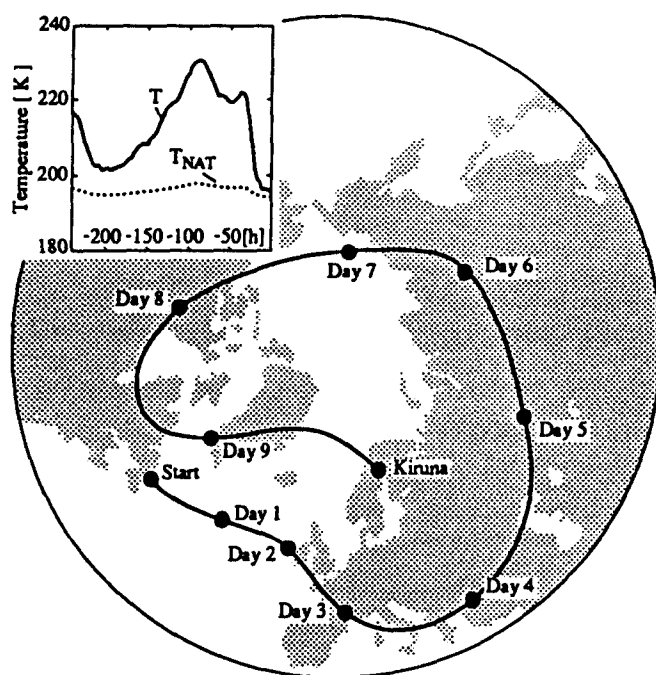 240
220
200
180
Temperature [ K ]
T
T_NAT
-200 -150 -100 -50[h]
Day 7
Day 6
Day 8
Day 5
Day 9
Kiruna
Start
Day 1
Day 2
Day 4
Day 3